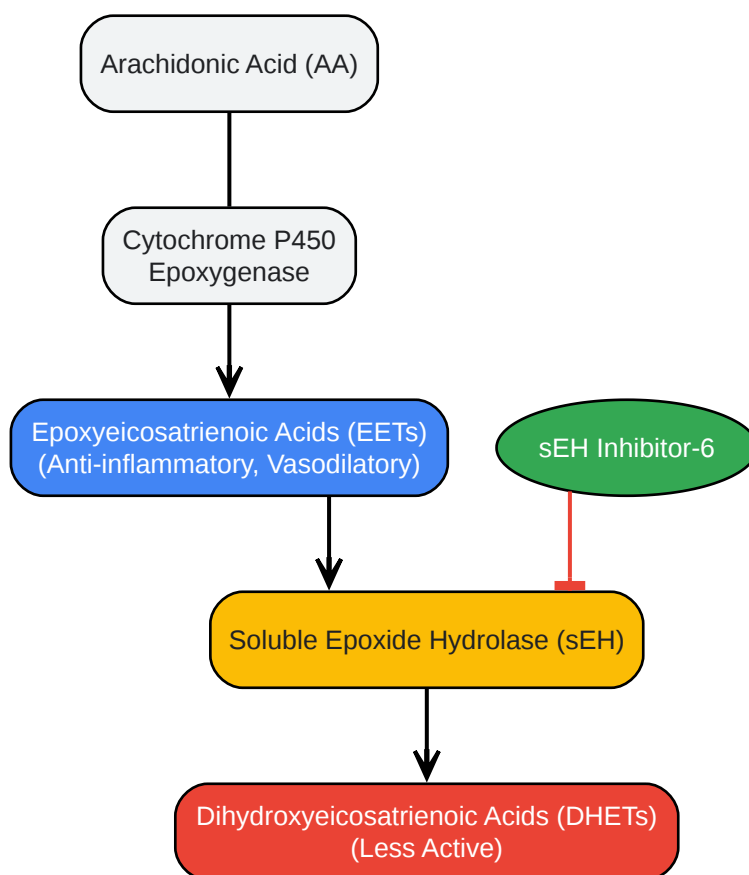 Arachidonic Acid (AA)
Cytochrome P450
Epoxygenase
Epoxyeicosatrienoic Acids (EETs)
(Anti-inflammatory, Vasodilatory)
sEH Inhibitor-6
Soluble Epoxide Hydrolase (sEH)
Dihydroxyeicosatrienoic Acids (DHETs)
(Less Active)